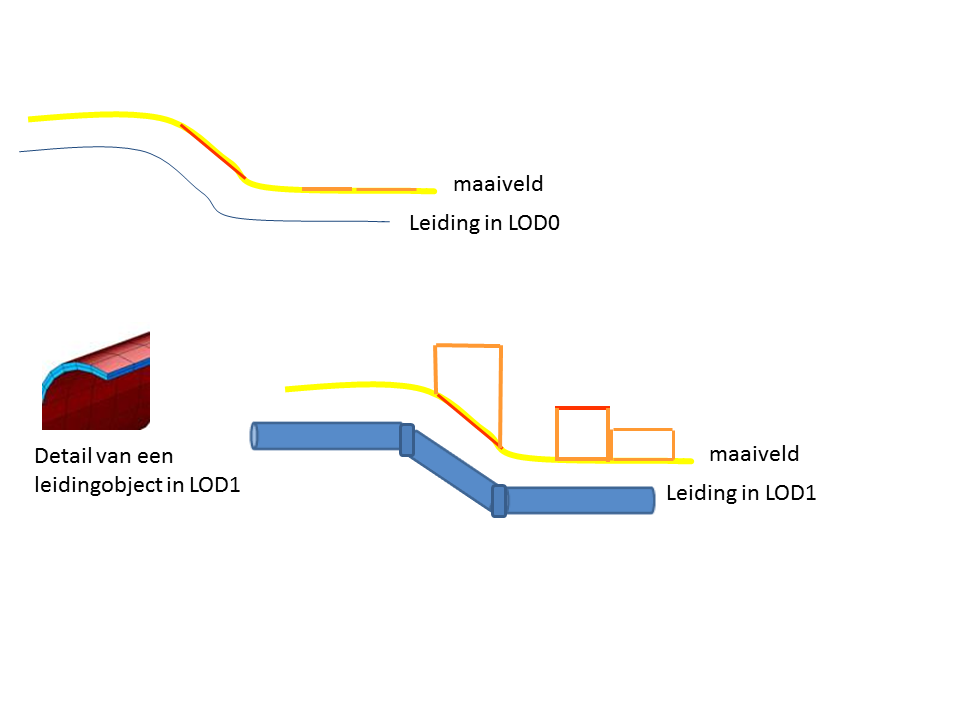 maaiveld
Leiding in LOD0
Detail van een
leidingobject in LOD1
maaiveld
Leiding in LOD1